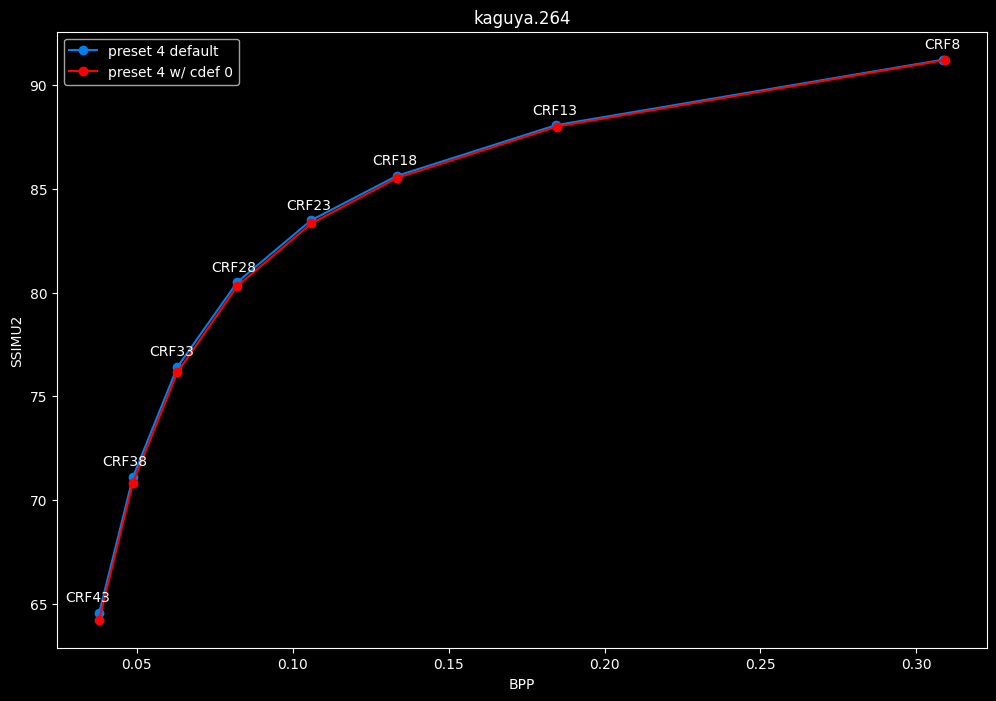 kaguya.264
preset 4 default
preset 4 w/ cdef 0
CRF8
CRF13
CRF18
CRF23
CRF28
CRF33
CRF38
CRF43
90
85
80
75
70
65
SSIMU2
0.05 0.10 0.15 0.20 0.25 0.30
BPP